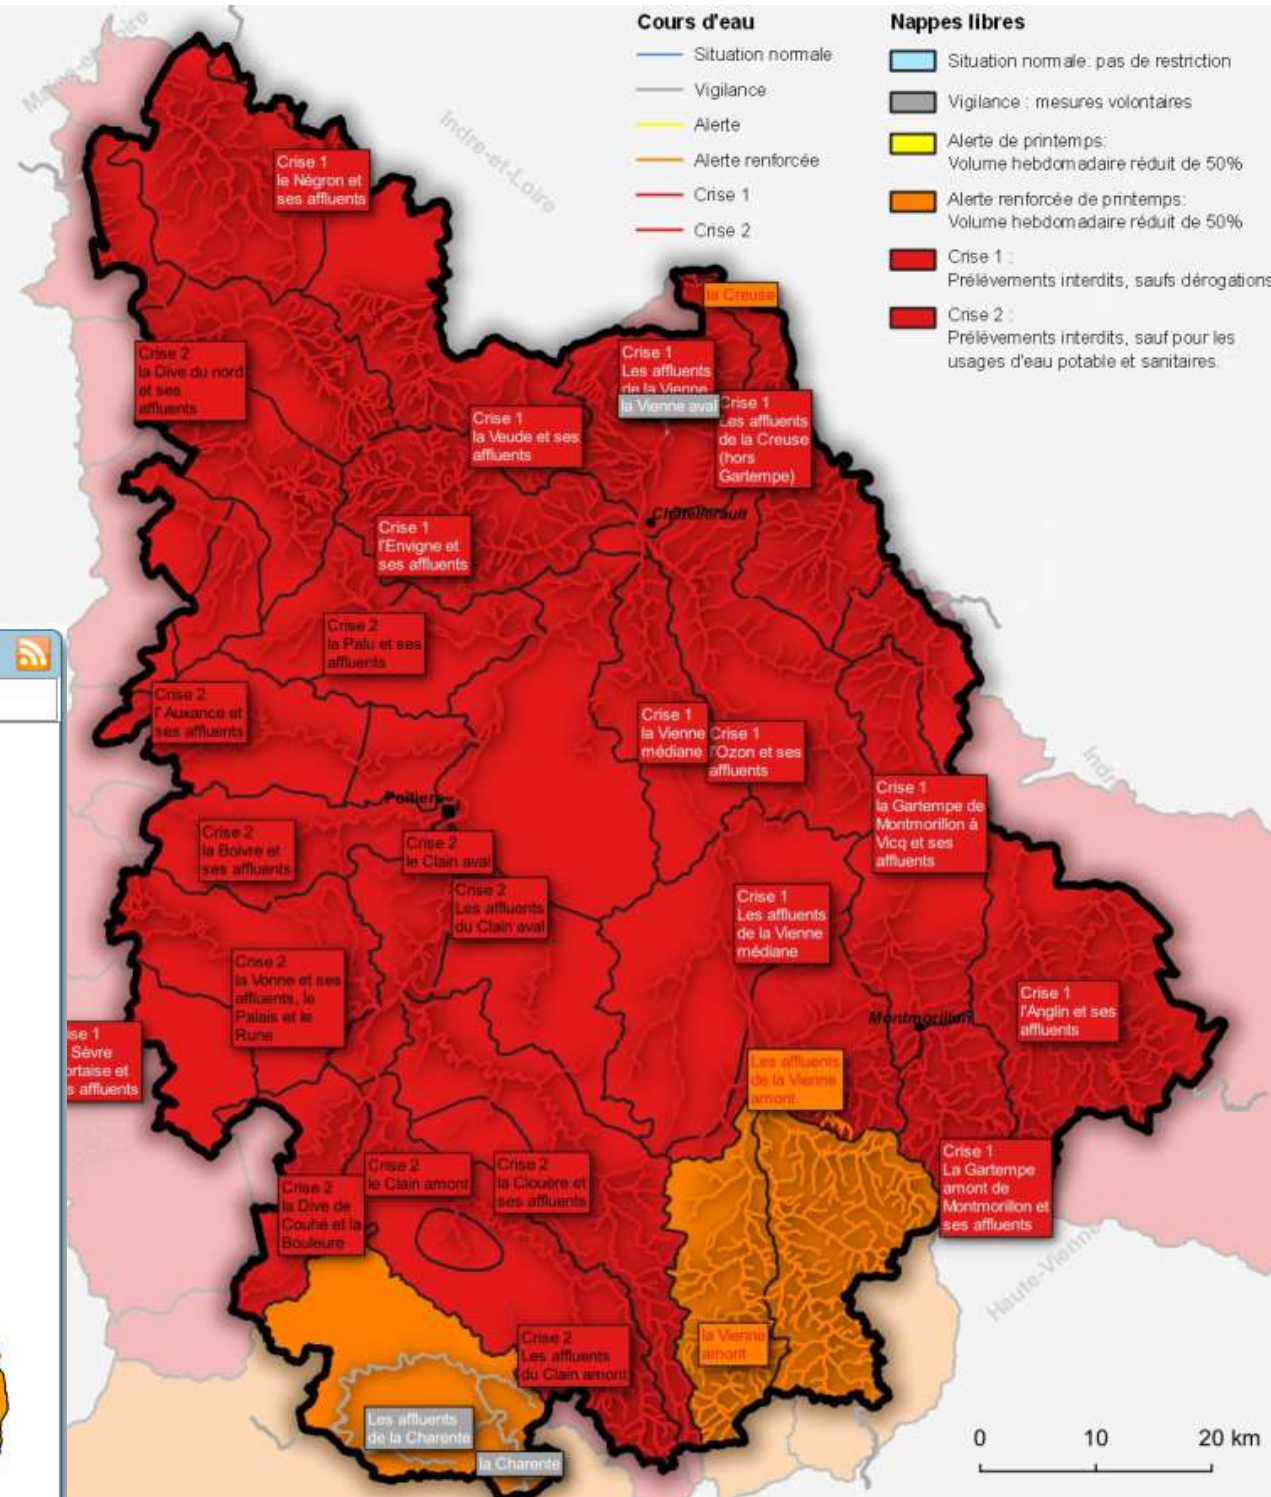 Cours d'eau
Situation normale
Vigilance
Alerte
Alerte renforcée
Crise 1
Crise 2
Nappes libres
Situation normale: pas de restriction
Vigilance : mesures volontaires
Alerte de printemps:
Volume hebdomadaire réduit de 50%
Alerte renforcée de printemps:
Volume hebdomadaire réduit de 50%
Crise 1 :
Prélèvements interdits, saufs dérogations
Crise 2 :
Prélèvements interdits, sauf pour les
usages d'eau potable et sanitaires.
Indre-et-Loire
Crise 1
le Négron et
ses affluents
la Creuse
Crise 2
la Dive du nord
et ses
affluents
Crise 1
Les affluents
de la Vienne
la Vienne aval
Crise 1
Les affluents
de la Creuse
(hors
Gartempe)
Crise 1
la Veude et ses
affluents
Châtellerault
Crise 1
l'Envigne et
ses affluents
Crise 2
la Palu et ses
affluents
Crise 2
l' Auxance et
ses affluents
Crise 1
la Vienne
médiane
Crise 1
l'Ozon et ses
affluents
Indre
Crise 1
la Gartempe de
Montmorillon à
Vicq et ses
affluents
Poitiers
Crise 2
la Boivre et
ses affluents
Crise 2
le Clain aval
Crise 2
Les affluents
du Clain aval
Crise 1
Les affluents
de la Vienne
médiane
Crise 2
la Vonne et ses
affluents, le
Palais et le
Rune
Crise 1
l'Anglin et ses
affluents
Montmorillon
se 1
Sèvre
ortaise et
s affluents
Les affluents
de la Vienne
amont
Crise 2
le Clain amont
Crise 2
la Clouère et
ses affluents
Crise 1
La Gartempe
amont de
Montmorillon et
ses affluents
Crise 2
la Dive de
Couhé et la
Bouleure
Haute-Vienne
Crise 2
Les affluents
du Clain amont
la Vienne
amont
Les affluents
de la Charente
la Charente
0 10 20 km